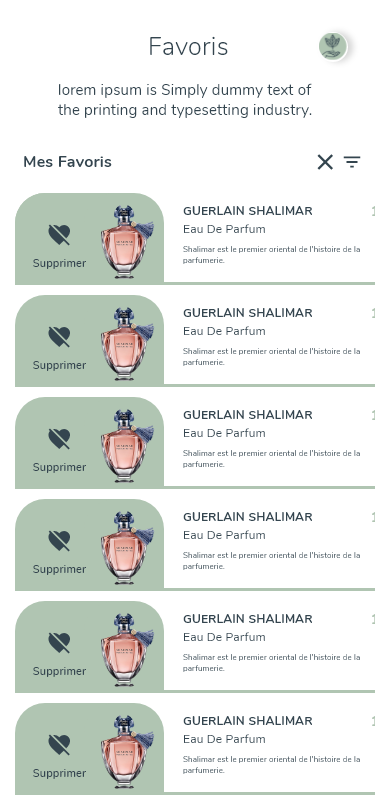 Favoris
lorem ipsum is Simply dummy text of
the printing and typesetting industry.
Mes Favoris
Supprimer
GUERLAIN SHALIMAR
Eau De Parfum
Shalimar est le premier oriental de l'histoire de la
parfumerie.
Supprimer
GUERLAIN SHALIMAR
Eau De Parfum
Shalimar est le premier oriental de l'histoire de la
parfumerie.
Supprimer
GUERLAIN SHALIMAR
Eau De Parfum
Shalimar est le premier oriental de l'histoire de la
parfumerie.
Supprimer
GUERLAIN SHALIMAR
Eau De Parfum
Shalimar est le premier oriental de l'histoire de la
parfumerie.
Supprimer
GUERLAIN SHALIMAR
Eau De Parfum
Shalimar est le premier oriental de l'histoire de la
parfumerie.
Supprimer
GUERLAIN SHALIMAR
Eau De Parfum
Shalimar est le premier oriental de l'histoire de la
parfumerie.